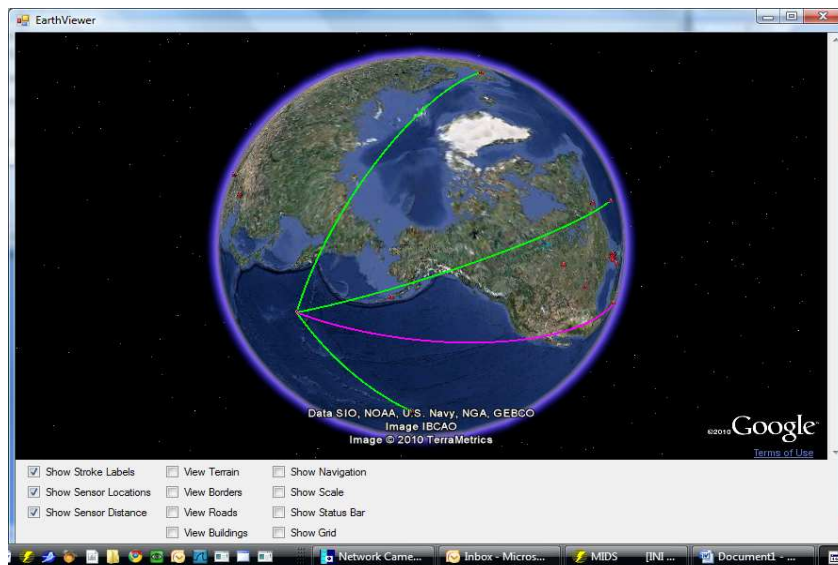 EarthViewer
Data SIO, NOAA, U.S. Navy, NGA, GEBCO
Image IBCAO
Image © 2010 TerraMetrics
©2010 Google
Terms of Use
Show Stroke Labels
View Terrain
Show Navigation
Show Sensor Locations
View Borders
Show Scale
Show Sensor Distance
View Roads
Show Status Bar
View Buildings
Show Grid
Network Came...
Inbox - Micros...
MIDS [INI ...
Document1 - ...